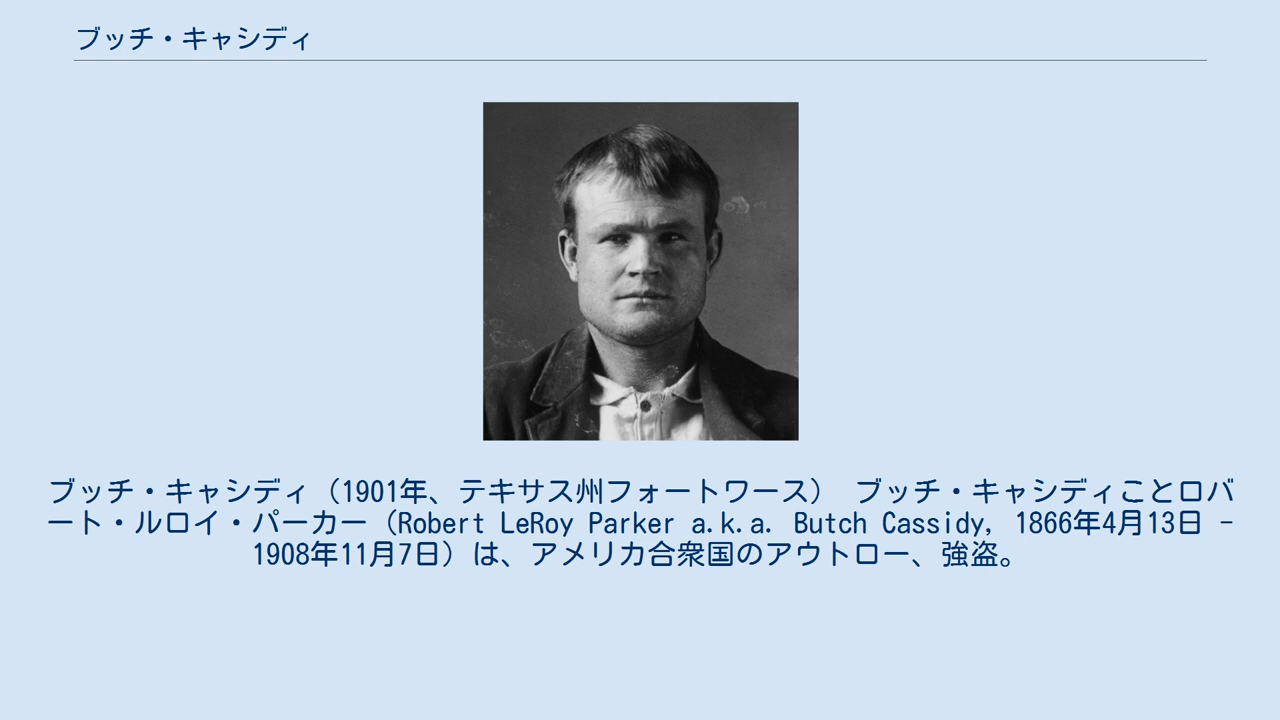 ブッチ・キャシディ
ブッチ・キャシディ（1901年、テキサス州フォートワース）　ブッチ・キャシディことロバ
ート・ルロイ・パーカー（Robert LeRoy Parker a.k.a. Butch Cassidy, 1866年4月13日 -
1908年11月7日）は、アメリカ合衆国のアウトロー、強盗。